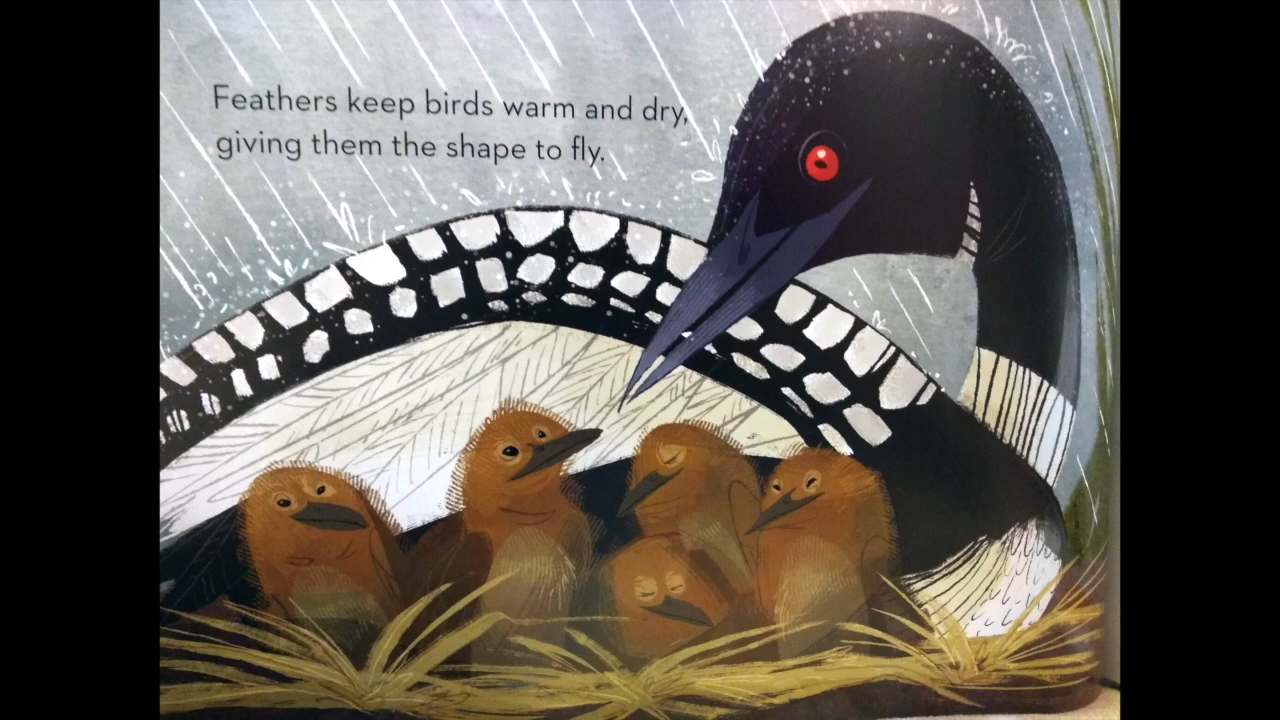 Feathers keep birds warm and dry,
giving them the shape to fly.